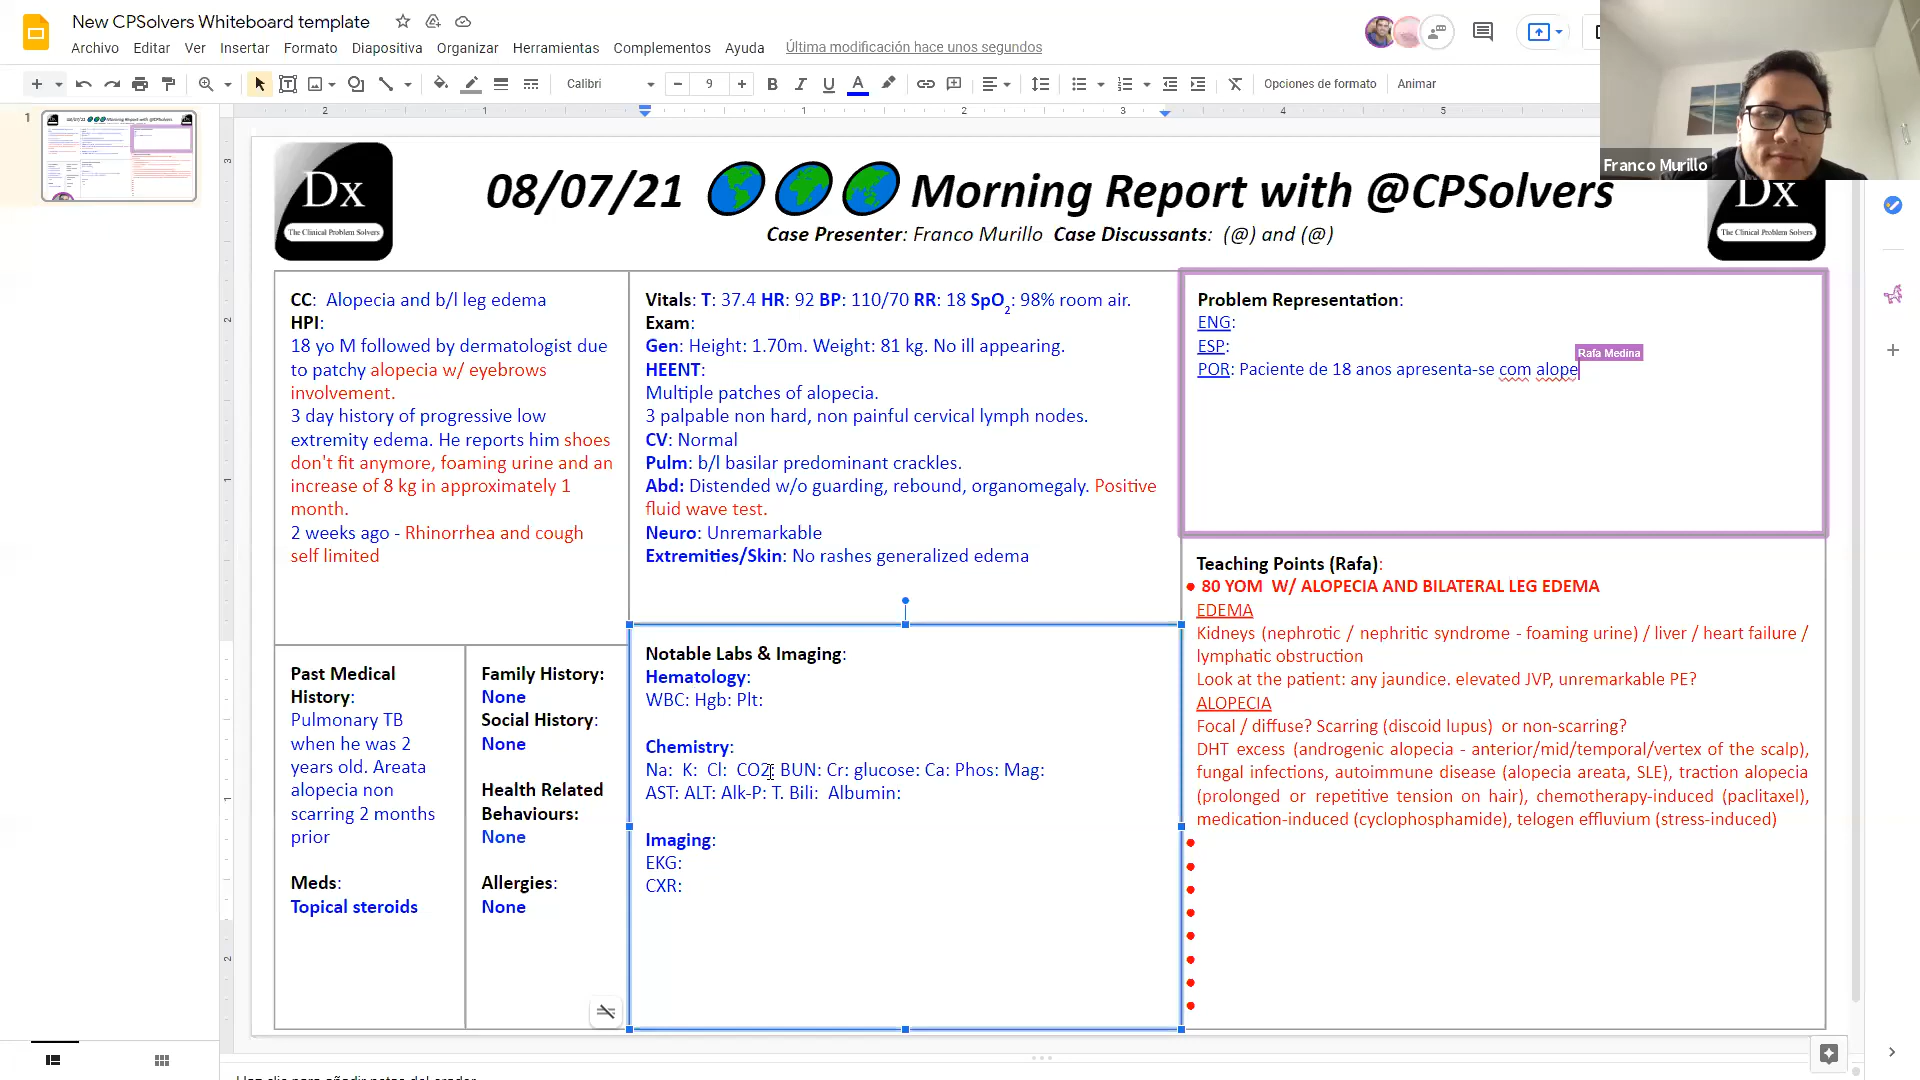 New CPSolvers Whiteboard template
Archivo Editar Ver Insertar Formato Diapositiva Organizar Herramientas Complementos Ayuda Última modificación hace unos segundos
Calibri 9 Opciones de formato Animar
Franco Murillo
1
Dx
The Clinical Problem Solvers
08/07/21 Morning Report with @CPSolvers
Case Presenter: Franco Murillo Case Discussants: (@) and (@)
Dx
The Clinical Problem Solvers
CC: Alopecia and b/l leg edema
HPI:
18 yo M followed by dermatologist due
to patchy alopecia w/ eyebrows
involvement.
3 day history of progressive low
extremity edema. He reports him shoes
don't fit anymore, foaming urine and an
increase of 8 kg in approximately 1
month.
2 weeks ago - Rhinorrhea and cough
self limited
Past Medical
History:
Pulmonary TB
when he was 2
years old. Areata
alopecia non
scarring 2 months
prior
Meds:
Topical steroids
Family History:
None
Social History:
None
Health Related
Behaviours:
None
Allergies:
None
Vitals: T: 37.4 HR: 92 BP: 110/70 RR: 18 SpO2: 98% room air.
Exam:
Gen: Height: 1.70m. Weight: 81 kg. No ill appearing.
HEENT:
Multiple patches of alopecia.
3 palpable non hard, non painful cervical lymph nodes.
CV: Normal
Pulm: b/l basilar predominant crackles.
Abd: Distended w/o guarding, rebound, organomegaly. Positive
fluid wave test.
Neuro: Unremarkable
Extremities/Skin: No rashes generalized edema
Notable Labs & Imaging:
Hematology:
WBC: Hgb: Plt:
Chemistry:
Na: K: Cl: CO2: BUN: Cr: glucose: Ca: Phos: Mag:
AST: ALT: Alk-P: T. Bili: Albumin:
Imaging:
EKG:
CXR:
Problem Representation:
ENG:
ESP:
Rafa Medina
POR: Paciente de 18 anos apresenta-se com alope
Teaching Points (Rafa):
80 YOM W/ ALOPECIA AND BILATERAL LEG EDEMA
EDEMA
Kidneys (nephrotic / nephritic syndrome - foaming urine) / liver / heart failure /
lymphatic obstruction
Look at the patient: any jaundice. elevated JVP, unremarkable PE?
ALOPECIA
Focal / diffuse? Scarring (discoid lupus) or non-scarring?
DHT excess (androgenic alopecia - anterior/mid/temporal/vertex of the scalp),
fungal infections, autoimmune disease (alopecia areata, SLE), traction alopecia
(prolonged or repetitive tension on hair), chemotherapy-induced (paclitaxel),
medication-induced (cyclophosphamide), telogen effluvium (stress-induced)